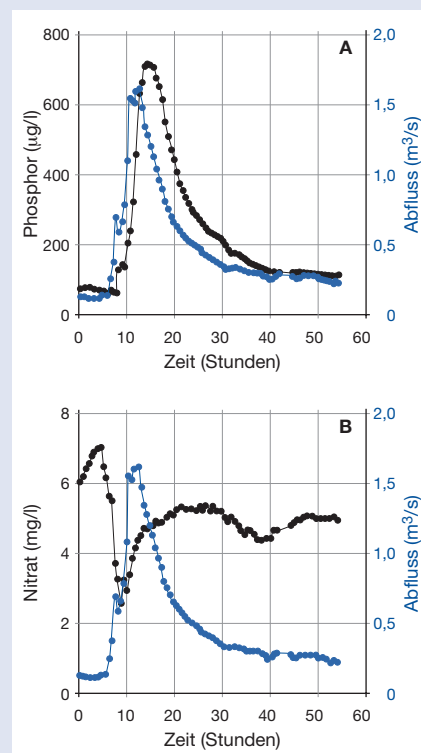 A
Phosphor (µg/l)
800
600
400
200
0
Abfluss (m³/s)
2,0
1,5
1,0
0,5
0
0 10 20 30 40 50 60
Zeit (Stunden)
B
Nitrat (mg/l)
8
6
4
2
0
Abfluss (m³/s)
2,0
1,5
1,0
0,5
0
0 10 20 30 40 50 60
Zeit (Stunden)